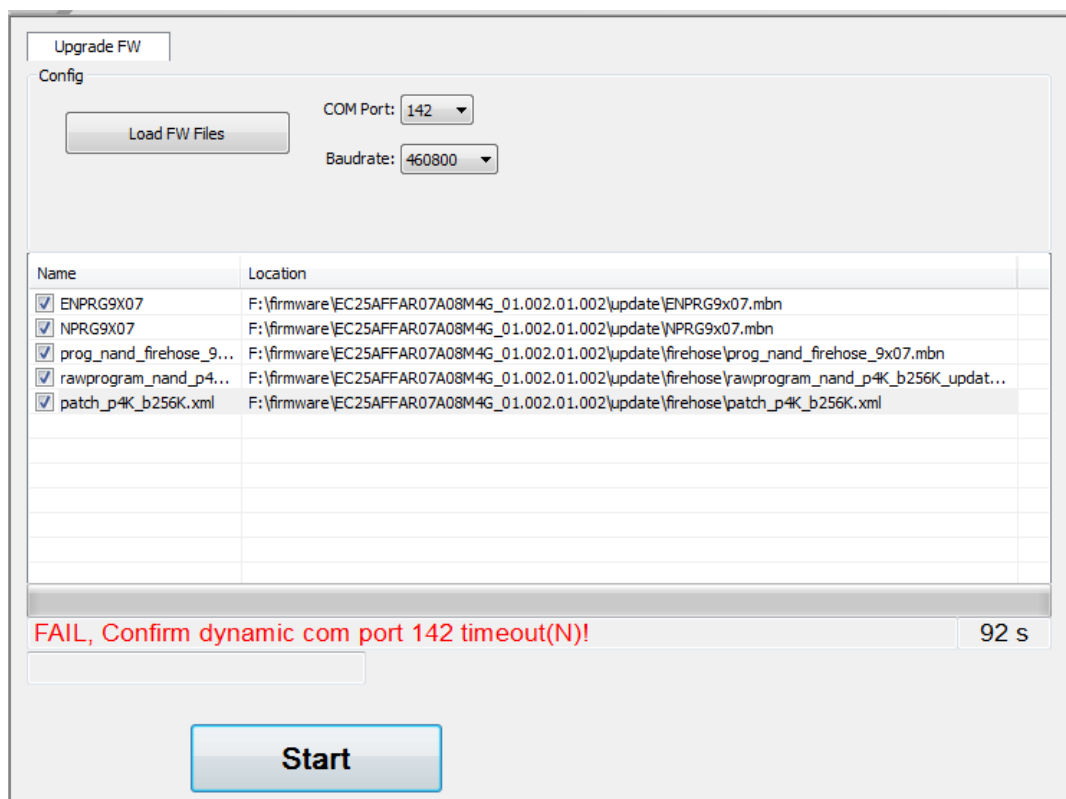 Upgrade FW
Config
Load FW Files
COM Port: 142
Baudrate: 460800
Name Location
ENPRG9X07 F:\firmware\EC25AFFAR07A08M4G_01.002.01.002\update\ENPRG9x07.mbn
NPRG9X07 F:\firmware\EC25AFFAR07A08M4G_01.002.01.002\update\NPRG9x07.mbn
prog_nand_firehose_9... F:\firmware\EC25AFFAR07A08M4G_01.002.01.002\update\firehose\prog_nand_firehose_9x07.mbn
rawprogram_nand_p4... F:\firmware\EC25AFFAR07A08M4G_01.002.01.002\update\firehose\rawprogram_nand_p4K_b256K_updat...
patch_p4K_b256K.xml F:\firmware\EC25AFFAR07A08M4G_01.002.01.002\update\firehose\patch_p4K_b256K.xml
FAIL, Confirm dynamic com port 142 timeout(N)! 92 s
Start